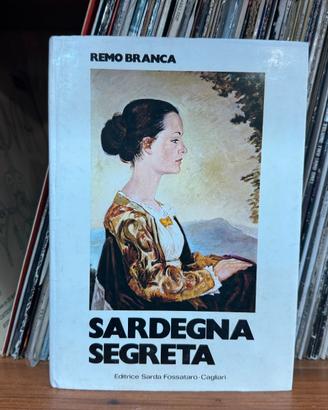 REMO BRANCA
SARDEGNA
SEGRETA
Editrice Sarda Fossataro - Cagliari